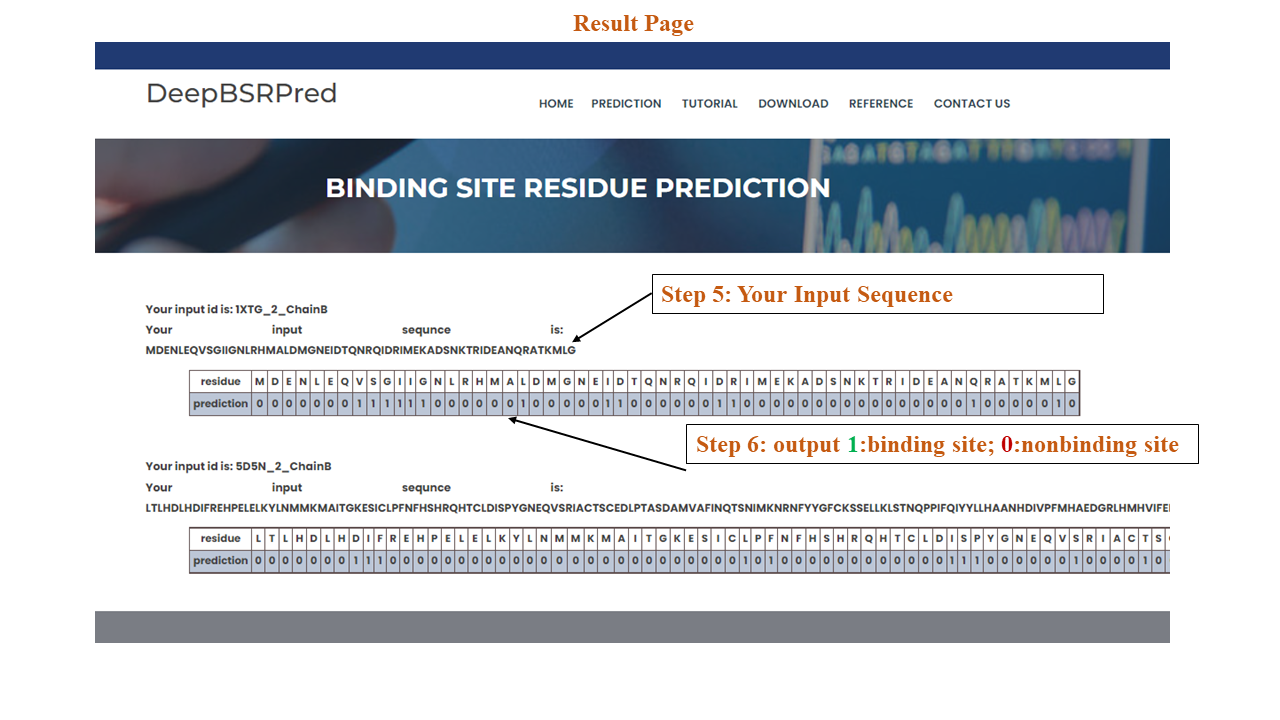 Result Page
DeepBSRPred
HOME PREDICTION TUTORIAL DOWNLOAD REFERENCE CONTACT US
BINDING SITE RESIDUE PREDICTION
Step 5: Your Input Sequence
Your input id is: 1XTG_2_ChainB
Your input sequnce is:
MDENLEQVSGIIGNLRHMALDMGNEIDTQNRQIDRIMEKADSNKTRIDEANQRATKMLG
residue M D E N L E Q V S G I I G N L R H M A L D M G N E I D T Q N R Q I D R I M E K A D S N K T R I D E A N Q R A T K M L G
prediction 0 0 0 0 0 0 0 1 1 1 1 1 1 0 0 0 0 0 0 1 0 0 0 0 0 1 1 0 0 0 0 0 0 1 1 0 0 0 0 0 0 0 0 0 0 0 0 0 0 0 0 1 0 0 0 0 0 1 0
Step 6: output 1:binding site; 0:nonbinding site
Your input id is: 5D5N_2_ChainB
Your input sequnce is:
LTLHDLHDIFREHPELELKYLNMMKMAITGKESICLPFNFHSHRQHTCLDISPYGNEQVSRIACTSCEDLPTASDAMVAFINQTSNIMKNRNFYYGFCKSSELLKLSTNQPPIFQIYYLLHAANHDIVPFMHAEDGRLHMHVIFE
residue L T L H D L H D I F R E H P E L E L K Y L N M M K M A I T G K E S I C L P F N F H S H R Q H T C L D I S P Y G N E Q V S R I A C T S
prediction 0 0 0 0 0 0 0 1 1 1 0 0 0 0 0 0 0 0 0 0 0 0 0 0 0 0 0 0 0 0 0 0 0 0 0 1 0 1 0 0 0 0 0 0 0 0 0 0 0 0 1 1 1 0 0 0 0 0 0 1 0 0 0 0 1 0